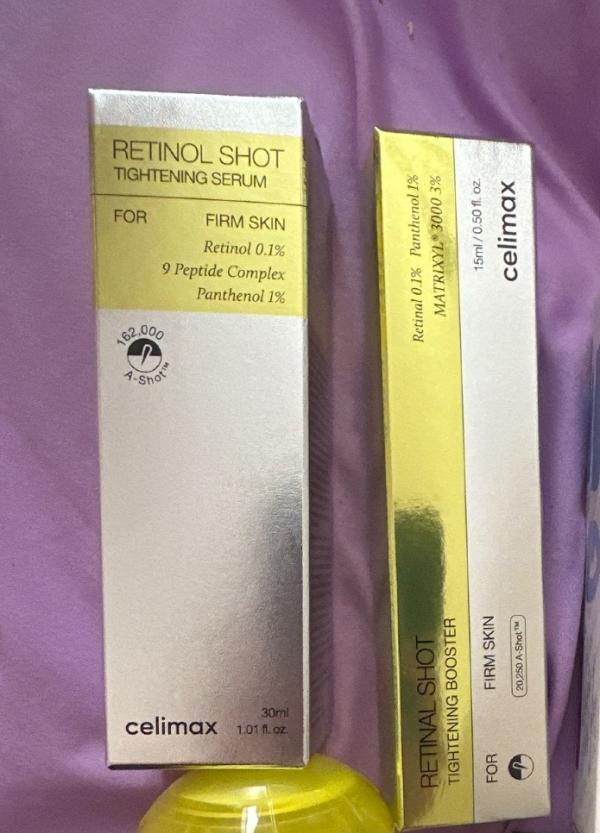 RETINOL SHOT
TIGHTENING SERUM
FOR FIRM SKIN
Retinol 0.1%
9 Peptide Complex
Panthenol 1%
162,000
A-Shot™
celimax
30ml
1.01 fl. oz.
RETINAL SHOT
TIGHTENING BOOSTER
Retinal 0.1% Panthenol 1%
MATRIXYL® 3000 3%
FOR FIRM SKIN
20,250 A-Shot™
15ml / 0.50 fl. oz.
celimax